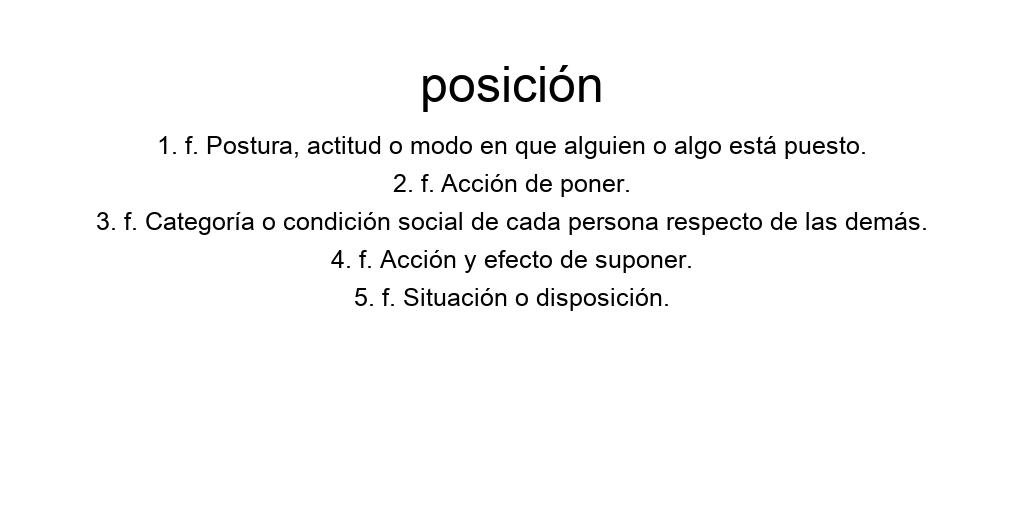 posición
1. f. Postura, actitud o modo en que alguien o algo está puesto.
2. f. Acción de poner.
3. f. Categoría o condición social de cada persona respecto de las demás.
4. f. Acción y efecto de suponer.
5. f. Situación o disposición.